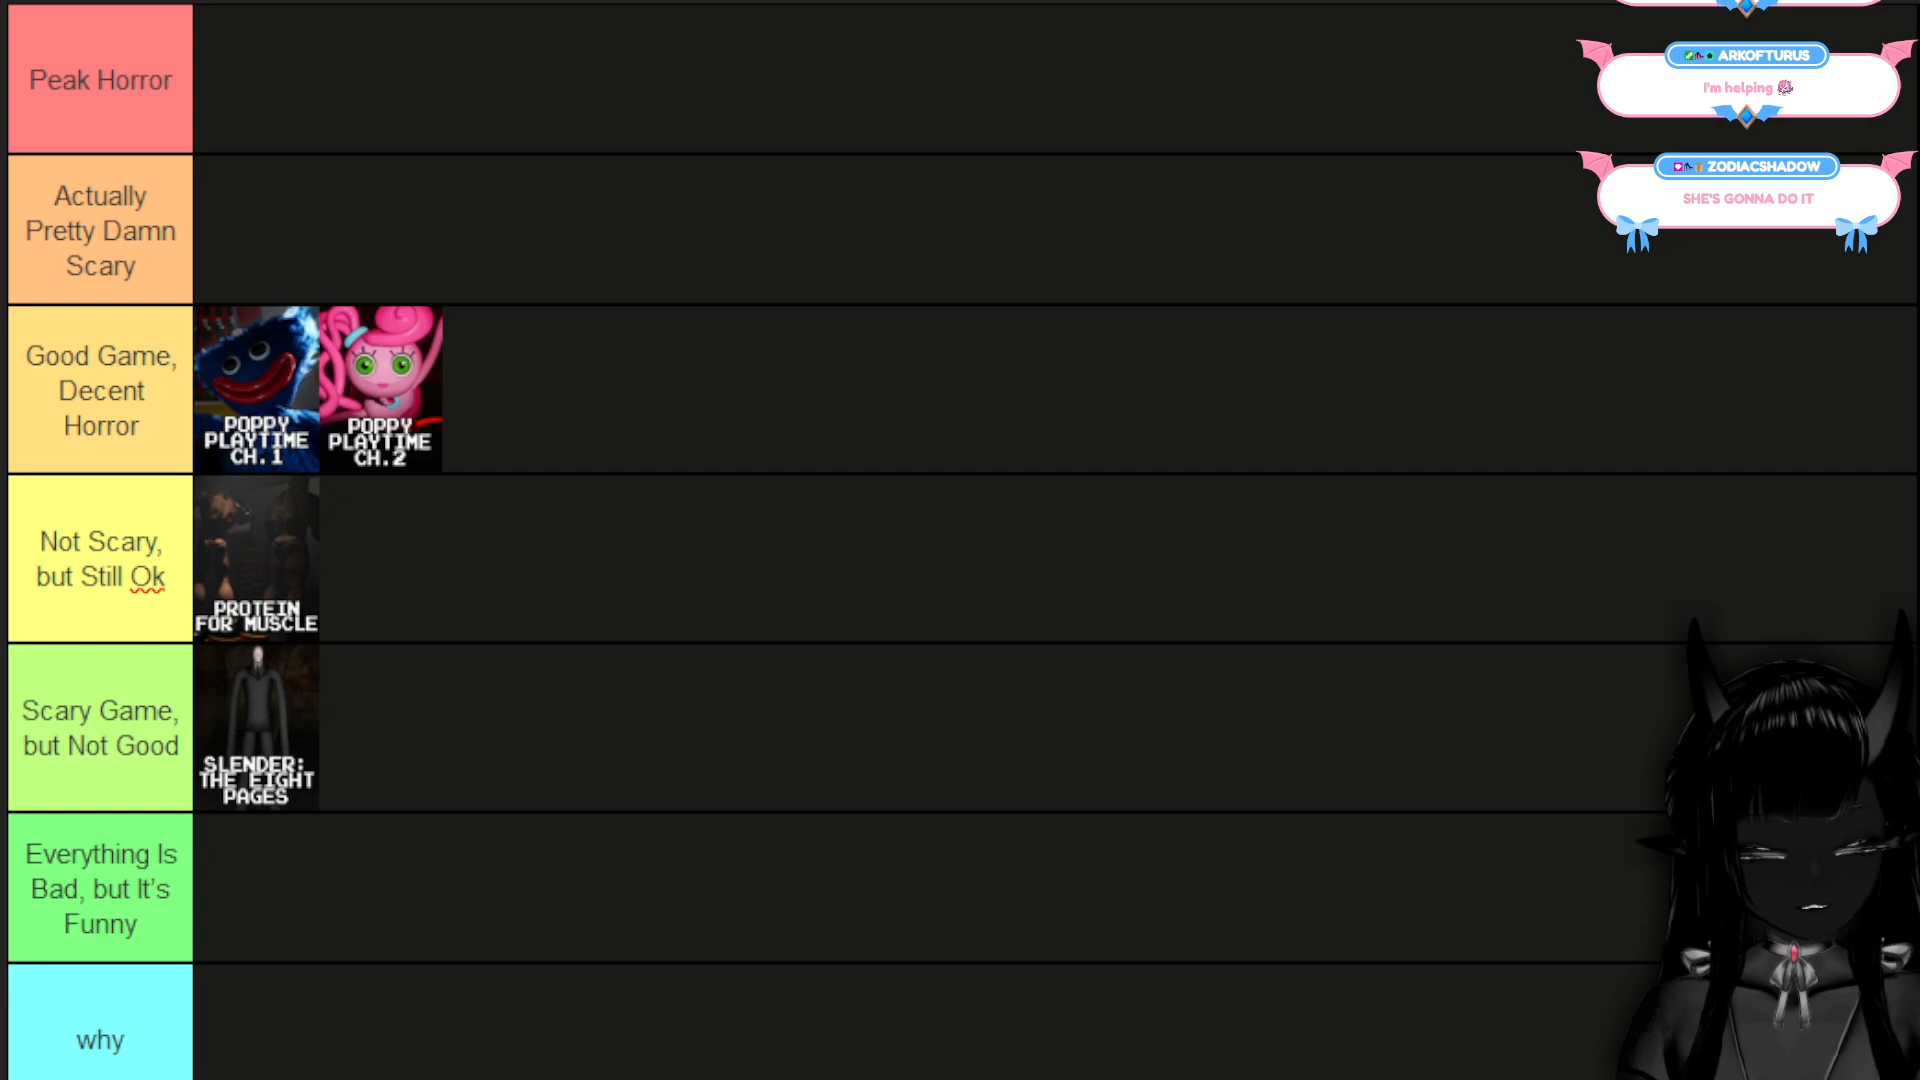 Peak Horror
Actually
Pretty Damn
Scary
Good Game,
Decent
Horror
POPPY
PLAYTIME
CH.1
POPPY
PLAYTIME
CH.2
Not Scary,
but Still Ok
PROTEIN
FOR MUSCLE
Scary Game,
but Not Good
SLENDER:
THE EIGHT
PAGES
Everything Is
Bad, but It's
Funny
why
ARKOFTURUS
I'm helping
ZODIACSHADOW
SHE'S GONNA DO IT